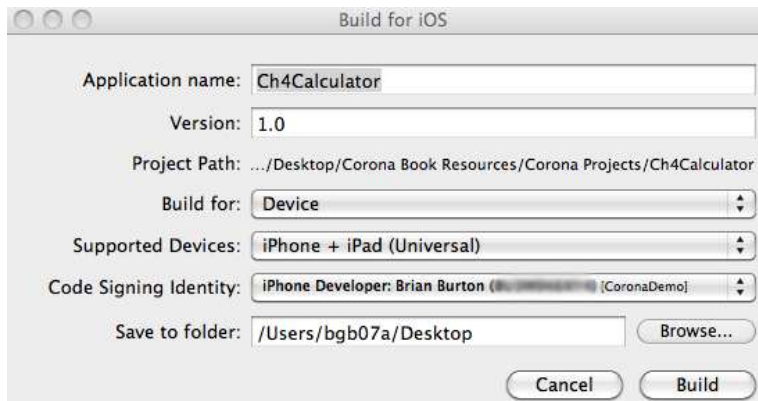 Build for iOS
Application name: Ch4Calculator
Version: 1.0
Project Path: .../Desktop/Corona Book Resources/Corona Projects/Ch4Calculator
Build for: Device
Supported Devices: iPhone + iPad (Universal)
Code Signing Identity: iPhone Developer: Brian Burton ( ) [CoronaDemo]
Save to folder: /Users/bgb07a/Desktop Browse...
Cancel Build